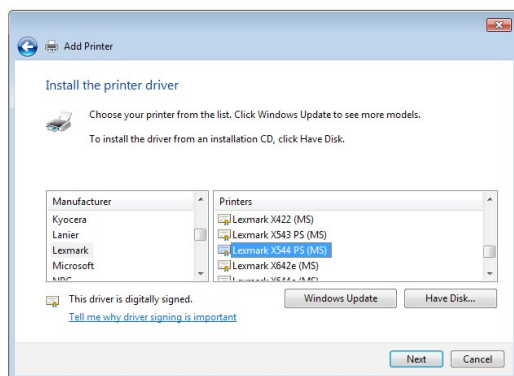 Add Printer
Install the printer driver
Choose your printer from the list. Click Windows Update to see more models.
To install the driver from an installation CD, click Have Disk.
Manufacturer
Kyocera
Lanier
Lexmark
Microsoft
Printers
Lexmark X422 (MS)
Lexmark X543 PS (MS)
Lexmark X544 PS (MS)
Lexmark X642e (MS)
This driver is digitally signed.
Tell me why driver signing is important
Windows Update
Have Disk...
Next
Cancel